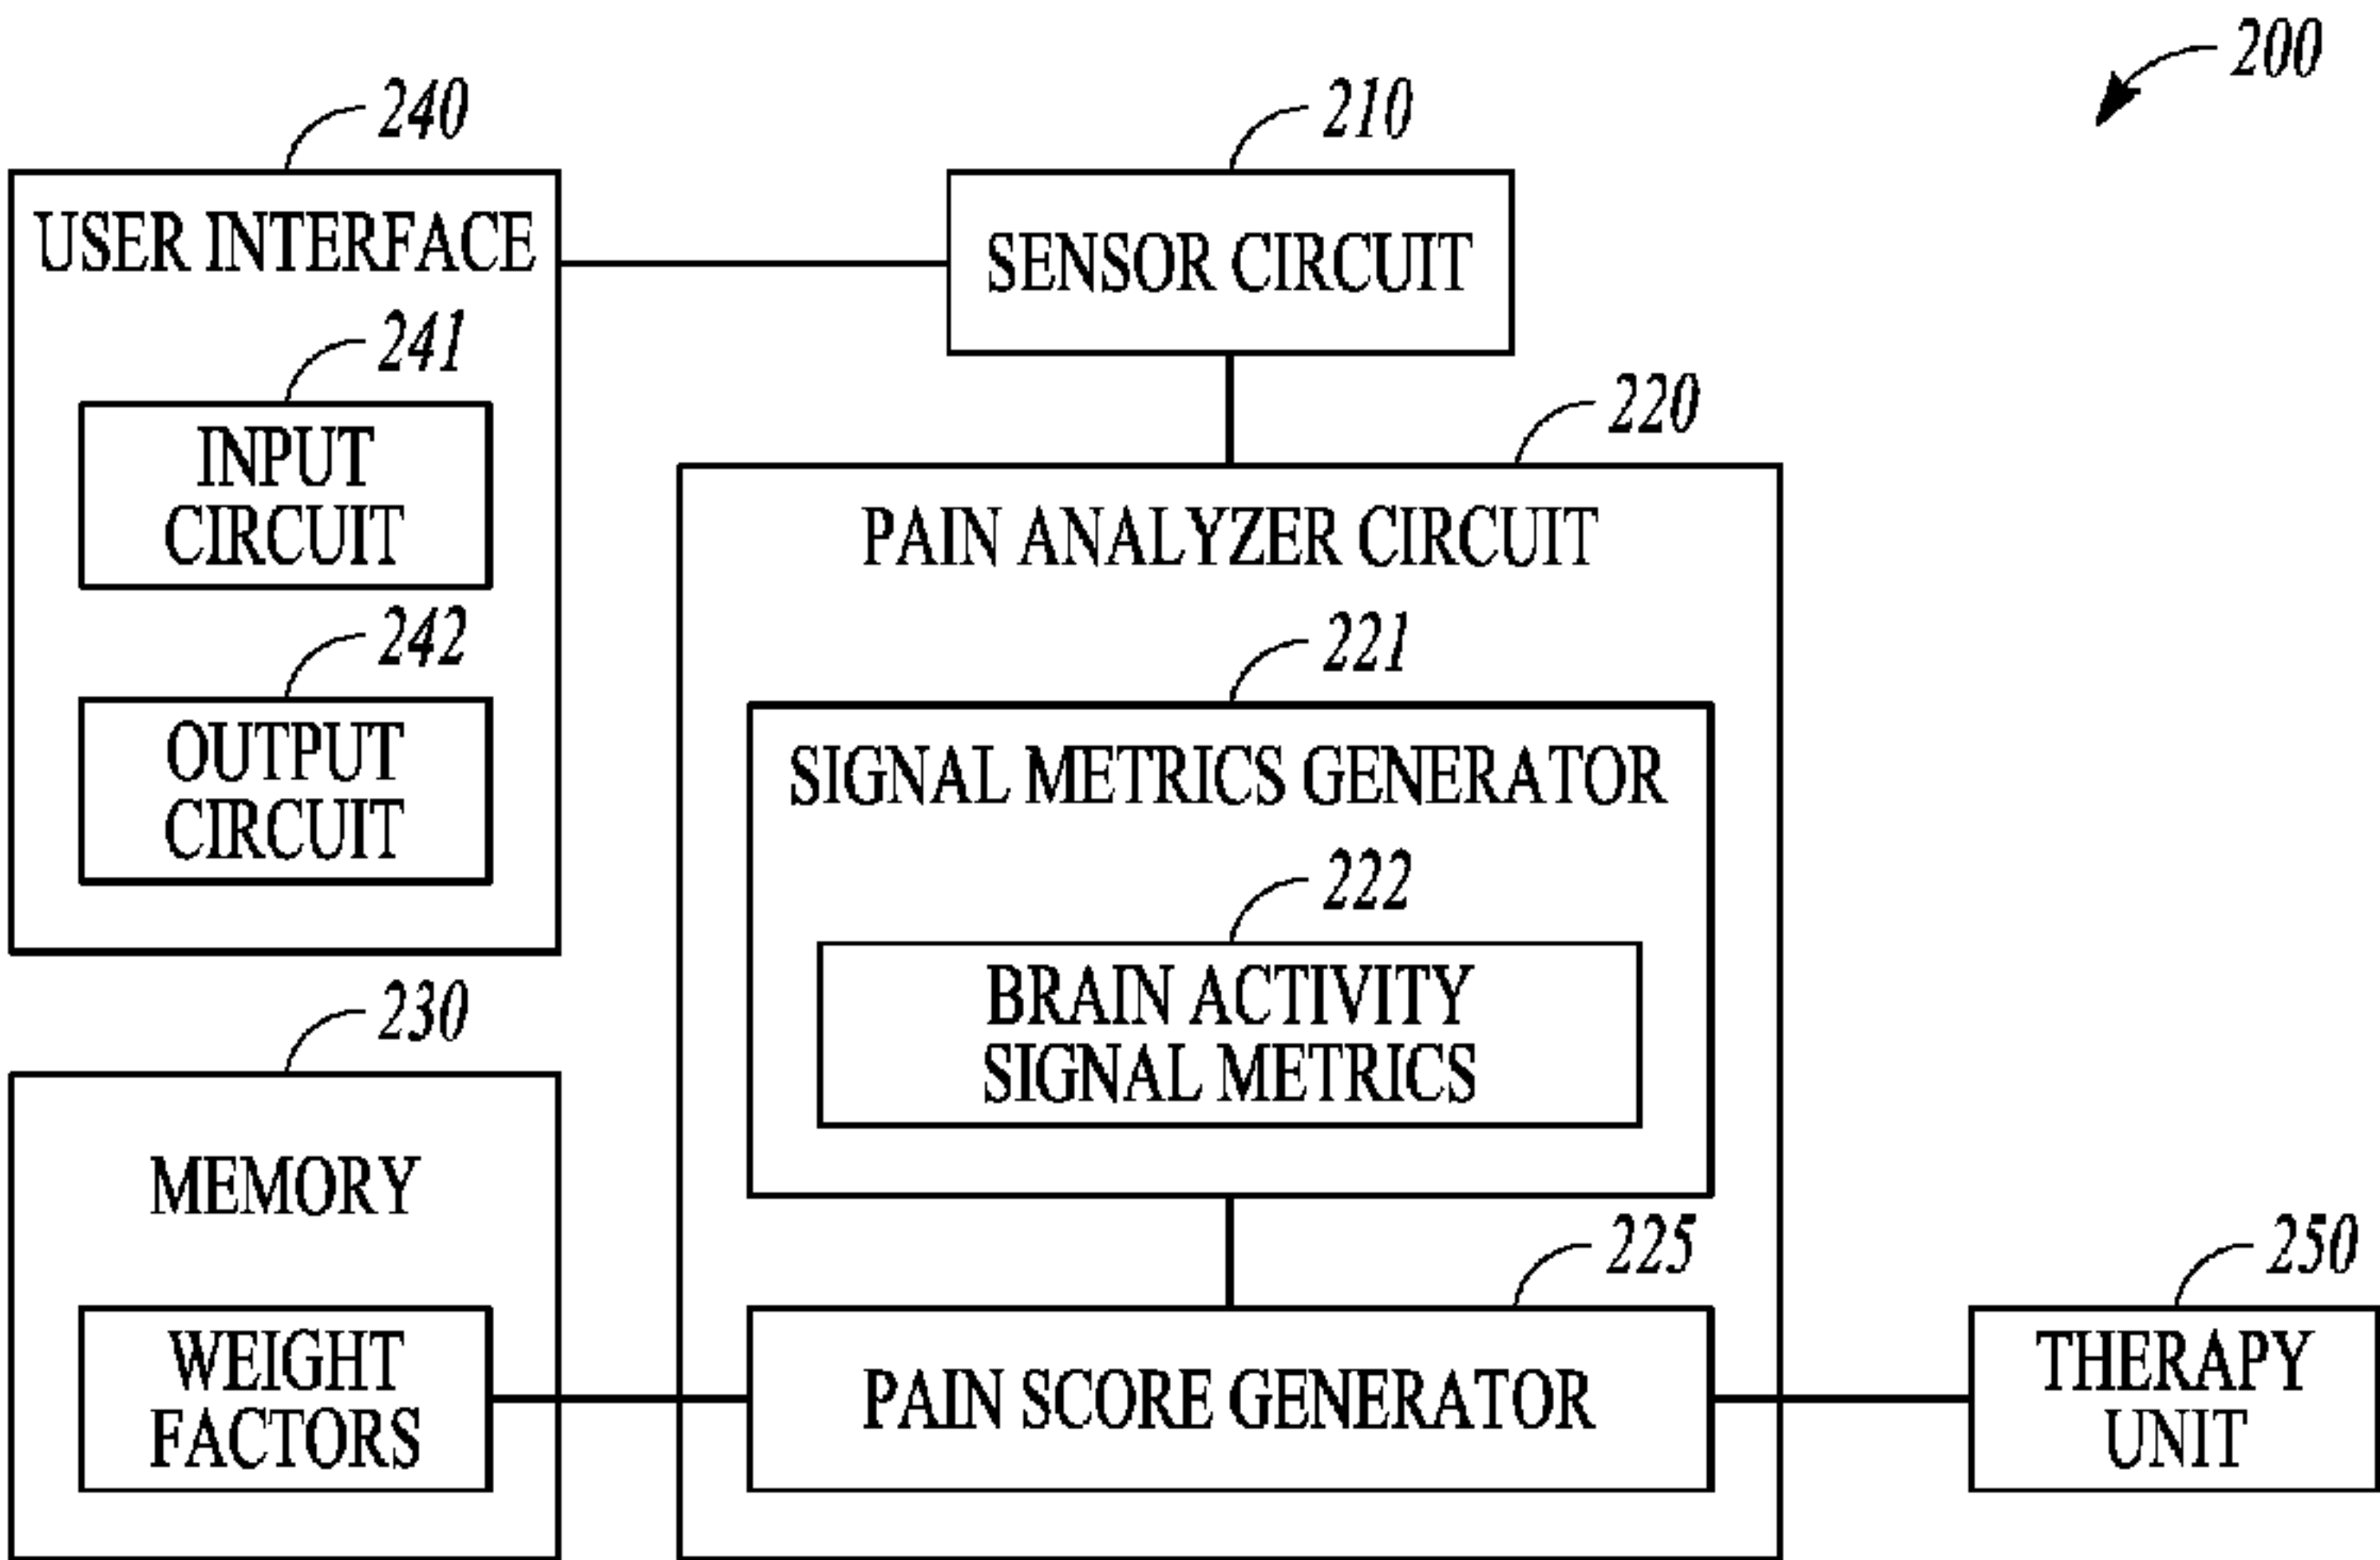 200
240
USER INTERFACE
241
INPUT
CIRCUIT
242
OUTPUT
CIRCUIT
210
SENSOR CIRCUIT
220
PAIN ANALYZER CIRCUIT
221
SIGNAL METRICS GENERATOR
222
BRAIN ACTIVITY
SIGNAL METRICS
230
MEMORY
WEIGHT
FACTORS
225
PAIN SCORE GENERATOR
250
THERAPY
UNIT